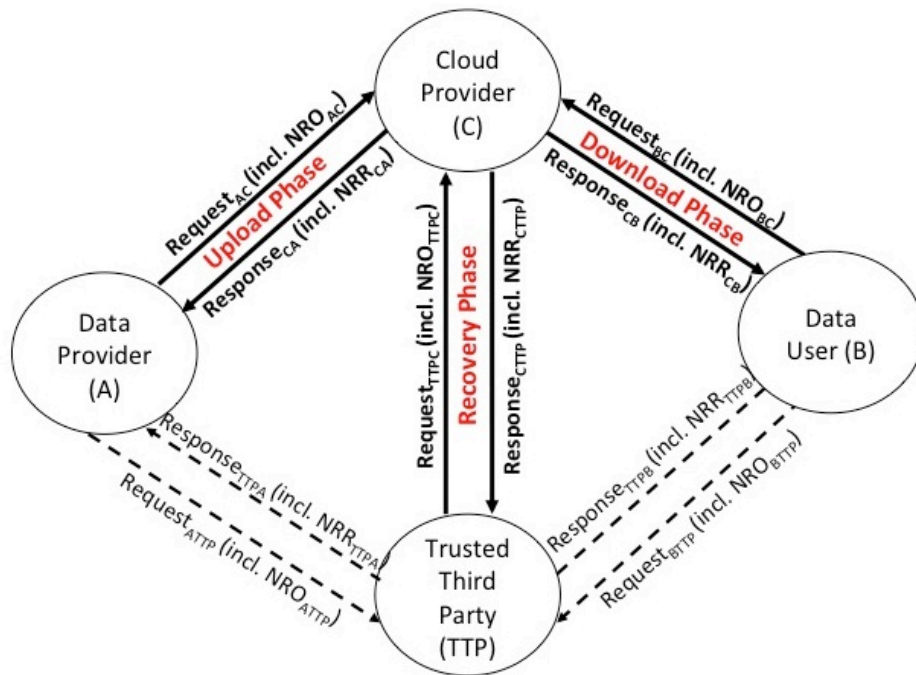 Cloud
Provider
(C)
Request_AC (incl. NRO_AC)
Upload Phase
Response_CA (incl. NRR_CA)
Request_BC (incl. NRO_BC)
Download Phase
Response_CB (incl. NRR_CB)
Data
Provider
(A)
Request_TTPC (incl. NRO_TTPC)
Recovery Phase
Response_CTTP (incl. NRR_CTTP)
Data
User (B)
Response_TTPA (incl. NRR_TTPA)
Request_ATTP (incl. NRO_ATTP)
Response_TTPB (incl. NRR_TTPB)
Request_BTTP (incl. NRO_BTTP)
Trusted
Third
Party
(TTP)